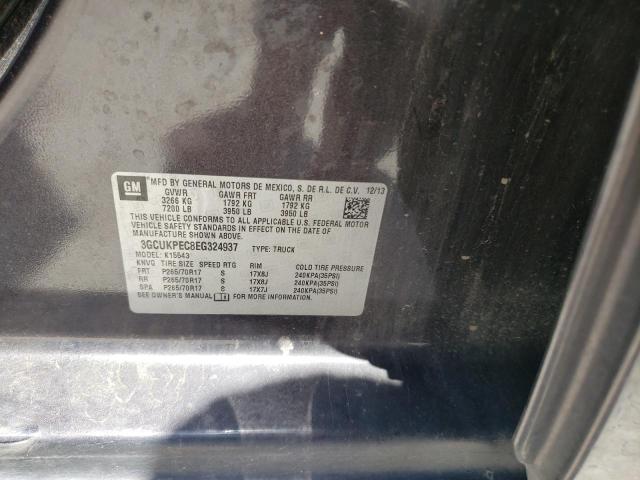 GM MFD BY GENERAL MOTORS DE MEXICO, S. DE R.L. DE C.V. 12/13
GVWR GAWR FRT GAWR RR
3266 KG 1792 KG 1792 KG
7200 LB 3950 LB 3950 LB
THIS VEHICLE CONFORMS TO ALL APPLICABLE U.S. FEDERAL MOTOR
VEHICLE SAFETY STANDARDS IN EFFECT ON THE DATE OF
MANUFACTURE SHOWN ABOVE.
3GCUKPEC8EG324937 TYPE: TRUCK
MODEL: K15543
KNVQ TIRE SIZE SPEED RTG RIM COLD TIRE PRESSURE
FRT P265/70R17 S 17X8J 240KPA(35PSI)
RR P265/70R17 S 17X8J 240KPA(35PSI)
SPA P265/70R17 S 17X7J 240KPA(35PSI)
SEE OWNER'S MANUAL